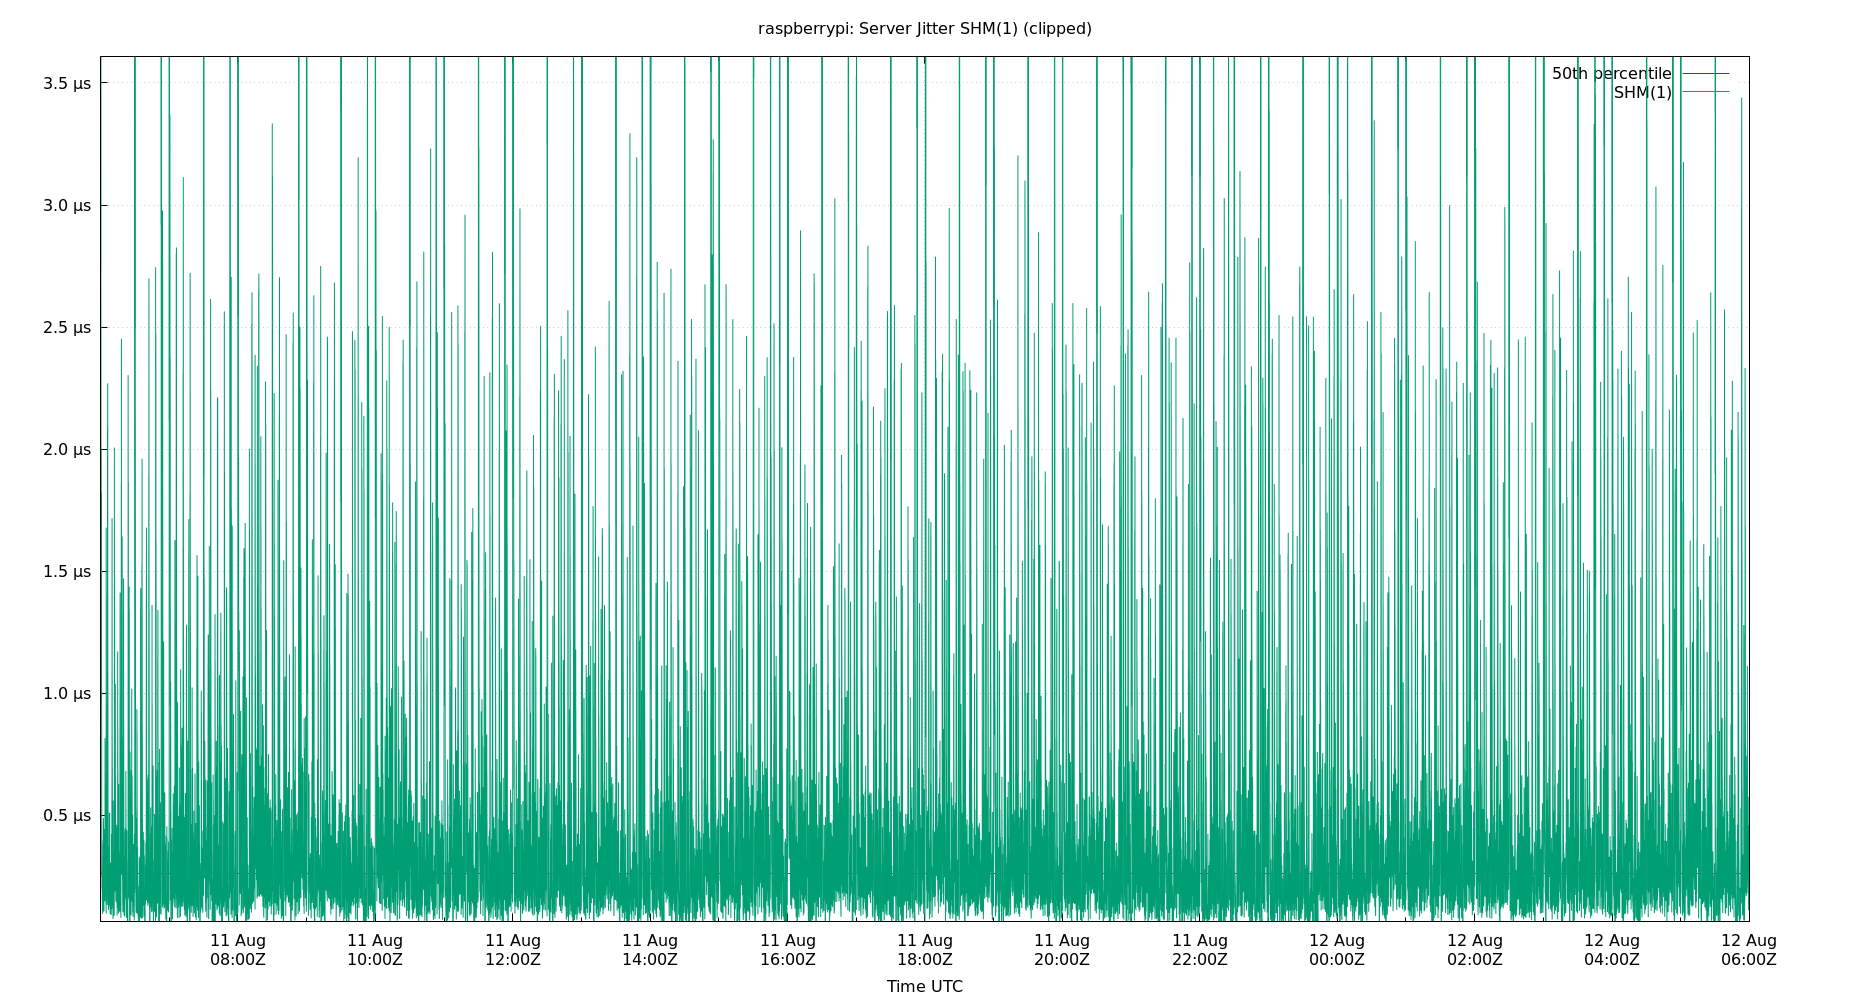 raspberrypi: Server Jitter SHM(1) (clipped)
50th percentile
SHM(1)
3.5 µs
3.0 µs
2.5 µs
2.0 µs
1.5 µs
1.0 µs
0.5 µs
11 Aug 11 Aug 11 Aug 11 Aug 11 Aug 11 Aug 11 Aug 11 Aug 12 Aug 12 Aug 12 Aug 12 Aug
08:00Z 10:00Z 12:00Z 14:00Z 16:00Z 18:00Z 20:00Z 22:00Z 00:00Z 02:00Z 04:00Z 06:00Z
Time UTC